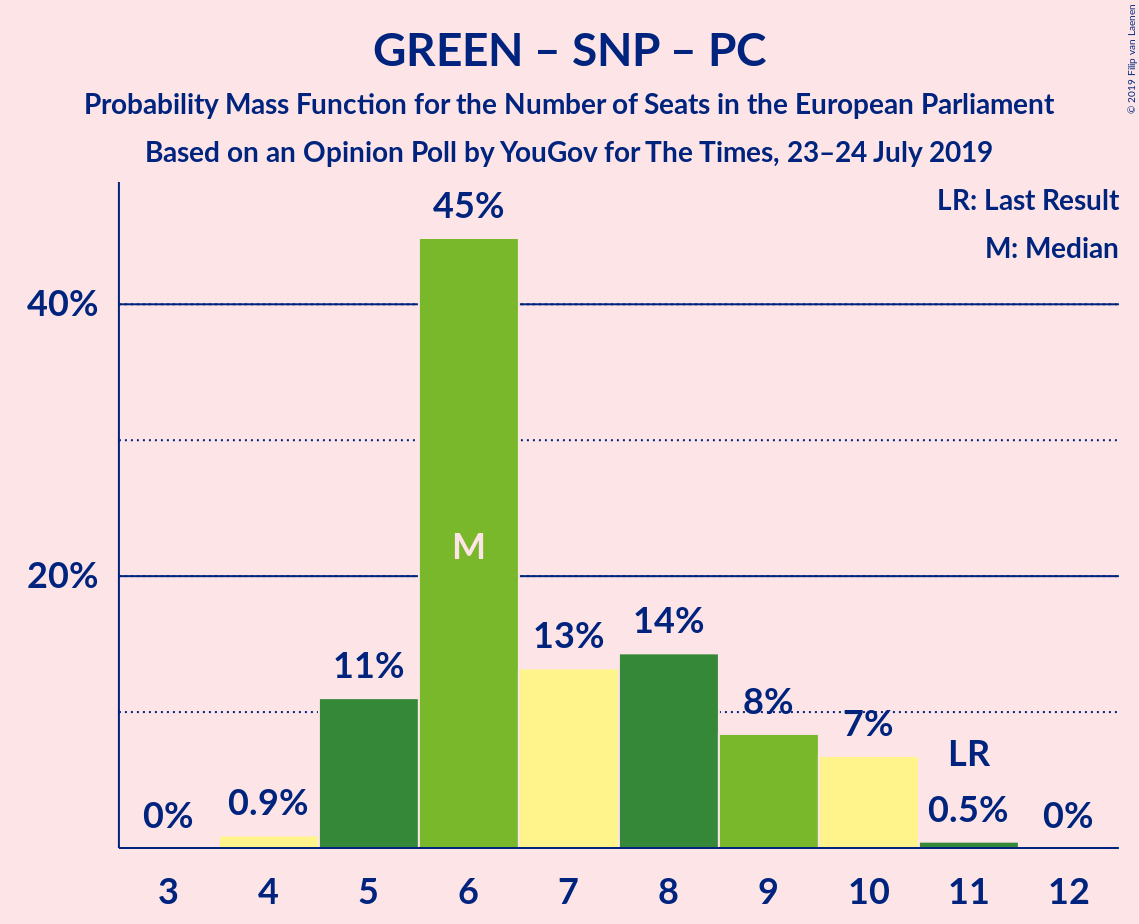 GREEN – SNP – PC
Probability Mass Function for the Number of Seats in the European Parliament
Based on an Opinion Poll by YouGov for The Times, 23–24 July 2019
© 2019 Filip van Laenen
LR: Last Result
M: Median
45%
40%
M
20%
14%
13%
11%
8%
7%
LR
0.9%
0.5%
0%
0%
3 4 5 6 7 8 9 10 11 12